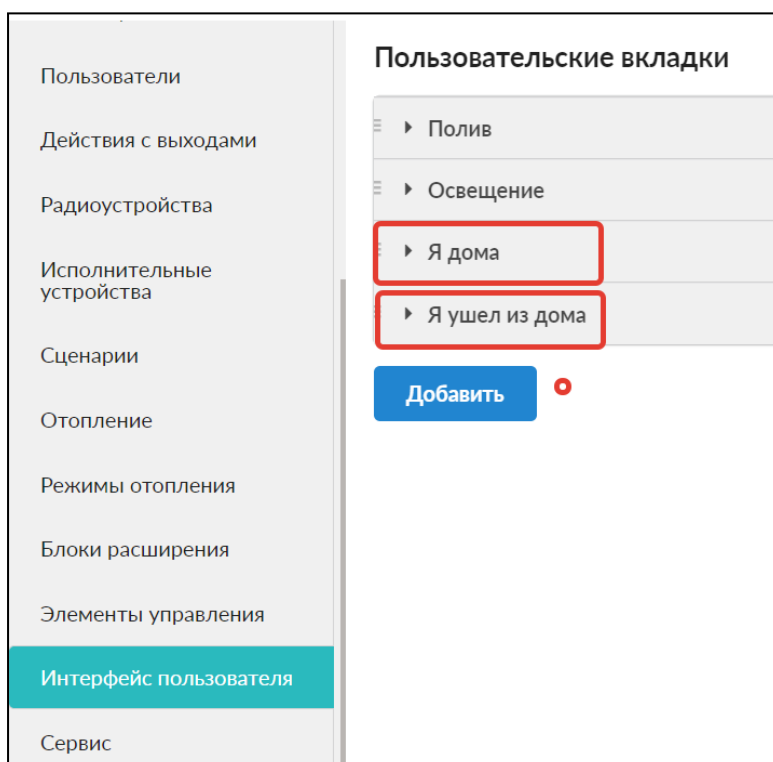 Пользователи
Действия с выходами
Радиоустройства
Исполнительные
устройства
Сценарии
Отопление
Режимы отопления
Блоки расширения
Элементы управления
Интерфейс пользователя
Сервис
Пользовательские вкладки
Полив
Освещение
Я дома
Я ушел из дома
Добавить